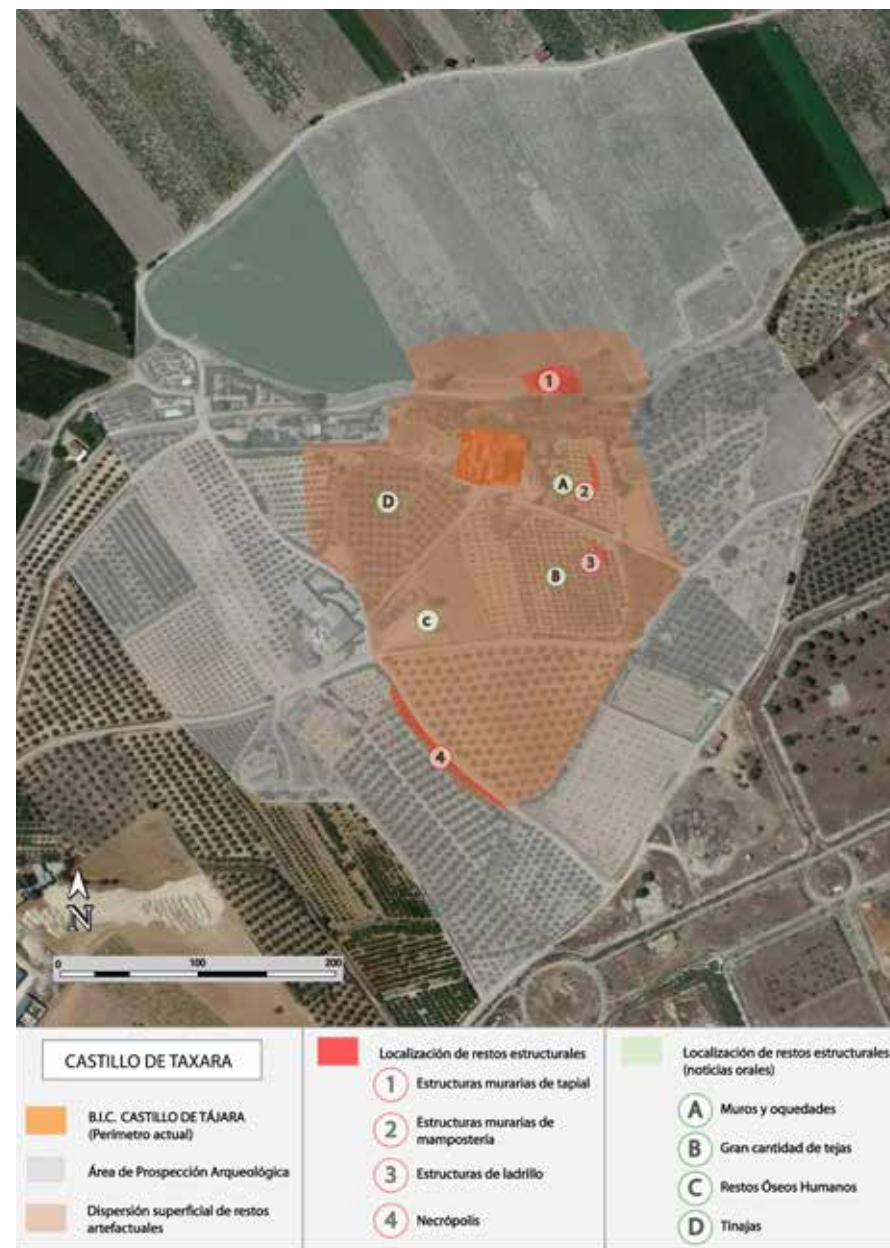 1
A
2
D
B
3
c
4
N
0
100
200
CASTILLO DE TAXARA
B.I.C. CASTILLO DE TÁJARA
(Perímetro actual)
Área de Prospección Arqueológica
Dispersión superficial de restos
artefactuales
Localización de restos estructurales
1 Estructuras murarias de tapial
2 Estructuras murarias de
mampostería
3 Estructuras de ladrillo
4 Necrópolis
Localización de restos estructurales
(noticias orales)
A Muros y oquedades
B Gran cantidad de tejas
C Restos Óseos Humanos
D Tinajas